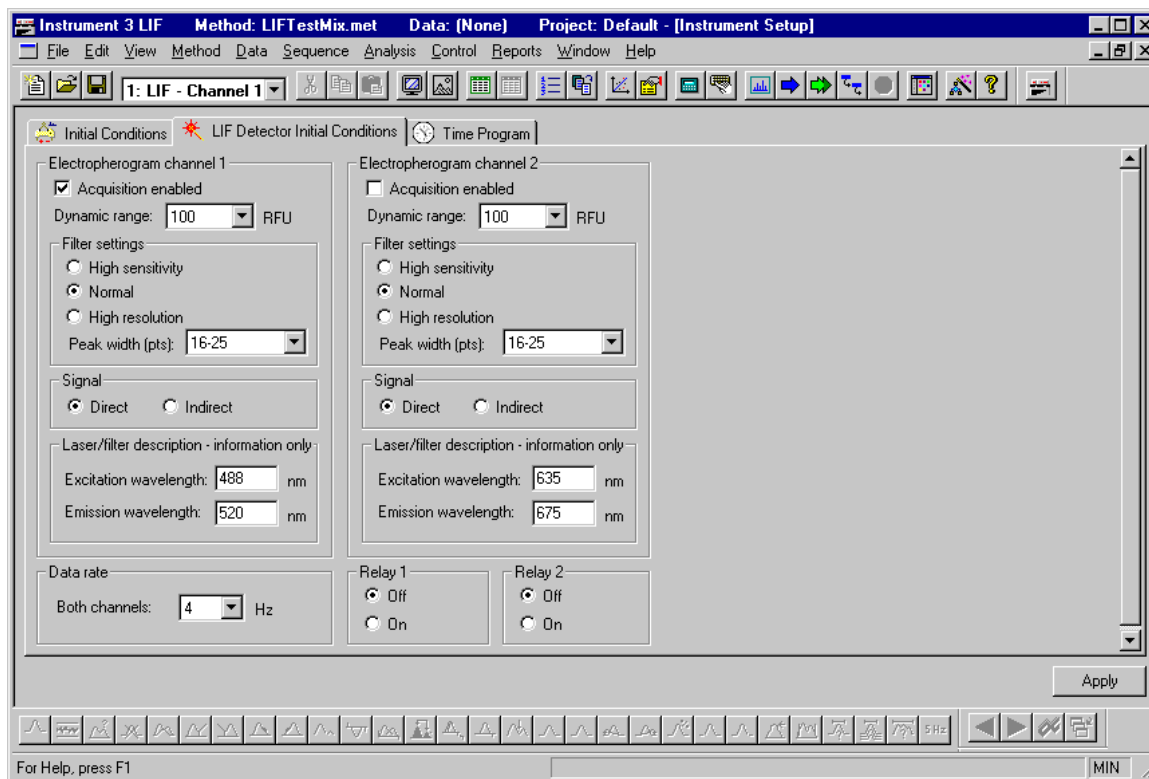 Instrument 3 LIF Method: LIFTestMix.met Data: (None) Project: Default - [Instrument Setup]
File Edit View Method Data Sequence Analysis Control Reports Window Help
1: LIF - Channel 1
Initial Conditions LIF Detector Initial Conditions Time Program
Electropherogram channel 1 Electropherogram channel 2
Acquisition enabled Acquisition enabled
Dynamic range: 100 RFU Dynamic range: 100 RFU
Filter settings Filter settings
High sensitivity High sensitivity
Normal Normal
High resolution High resolution
Peak width (pts): 16-25 Peak width (pts): 16-25
Signal Signal
Direct Indirect Direct Indirect
Laser/filter description - information only Laser/filter description - information only
Excitation wavelength: 488 nm Excitation wavelength: 635 nm
Emission wavelength: 520 nm Emission wavelength: 675 nm
Data rate Relay 1 Relay 2
Off Off
Both channels: 4 Hz
On On
Apply
5 Hz
For Help, press F1 MIN